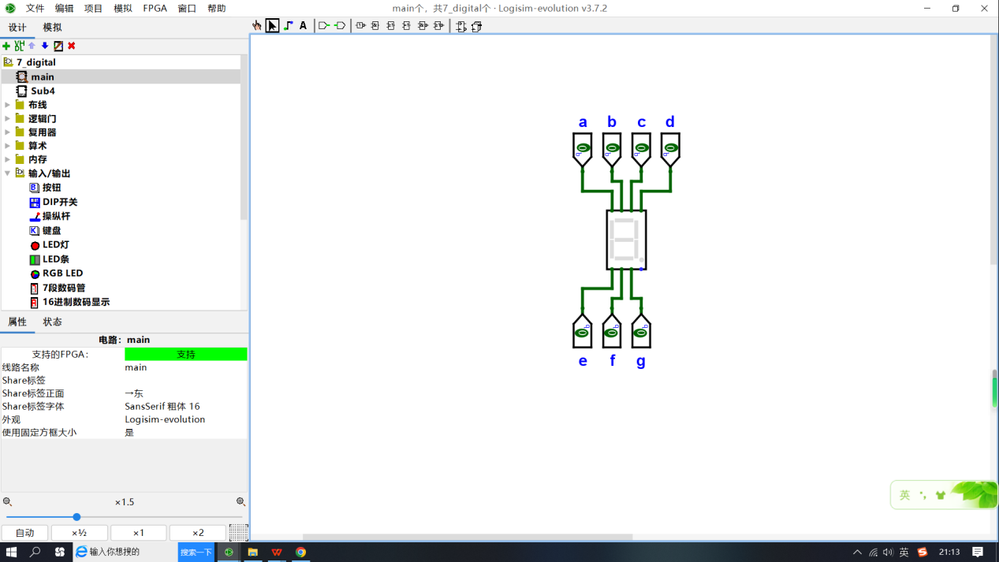 文件 编辑 项目 模拟 FPGA 窗口 帮助
main个，共7_digital个 · Logisim-evolution v3.7.2
设计 模拟
A
VH
DL
7_digital
main
Sub4
布线
逻辑门
复用器
算术
内存
输入/输出
按钮
DIP开关
操纵杆
键盘
LED灯
LED条
RGB LED
7段数码管
16进制数码显示
属性 状态
电路： main
支持的FPGA： 支持
线路名称 main
Share标签
Share标签正面 →东
Share标签字体 SansSerif 粗体 16
外观 Logisim-evolution
使用固定方框大小 是
×1.5
自动 ×½ ×1 ×2
a b c d
0 0 0 0
0 0 0
e f g
英
输入你想搜的 搜索一下
英 21:13